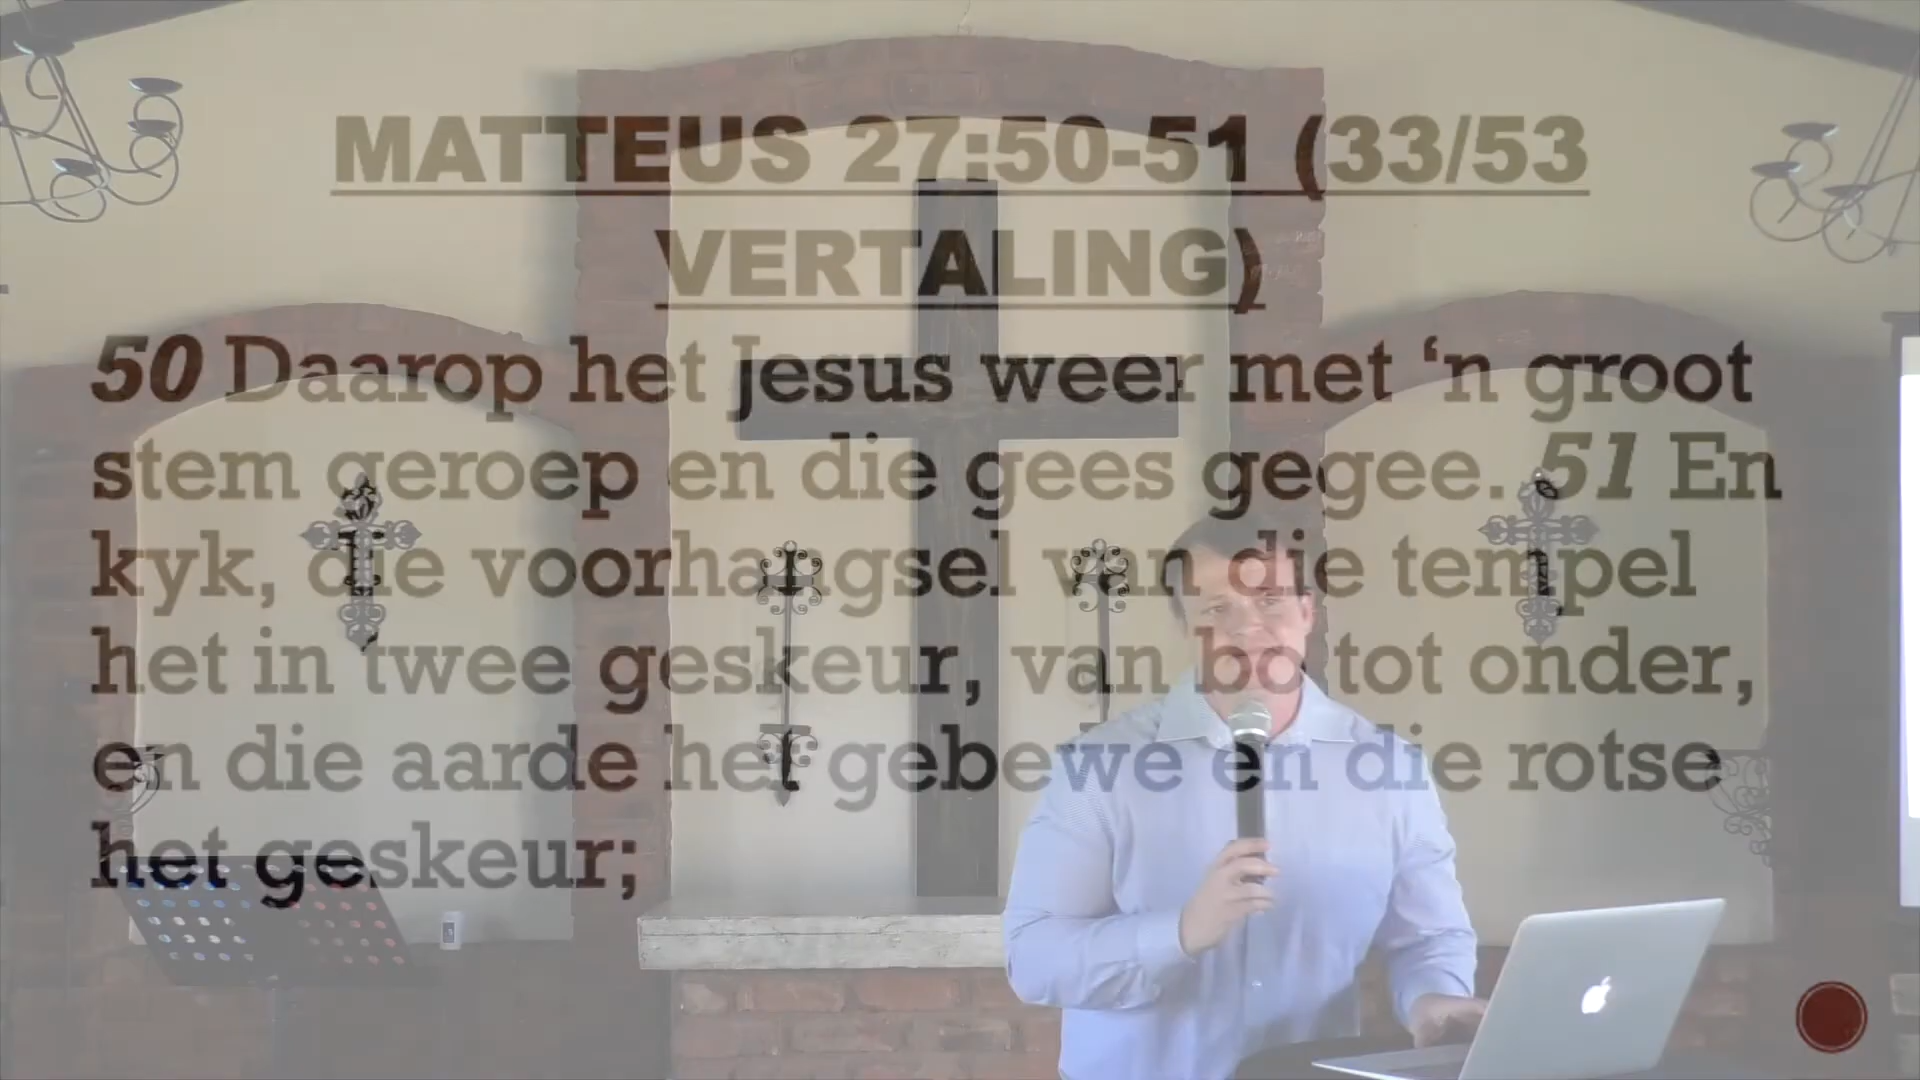 MATTEUS 27:50-51 (33/53
VERTALING)
50 Daarop het Jesus weer met ‘n groot
stem geroep en die gees gegee. 51 En
kyk, die voorhangsel van die tempel
het in twee geskeur, van bo tot onder,
en die aarde het gebewe en die rotse
het geskeur;